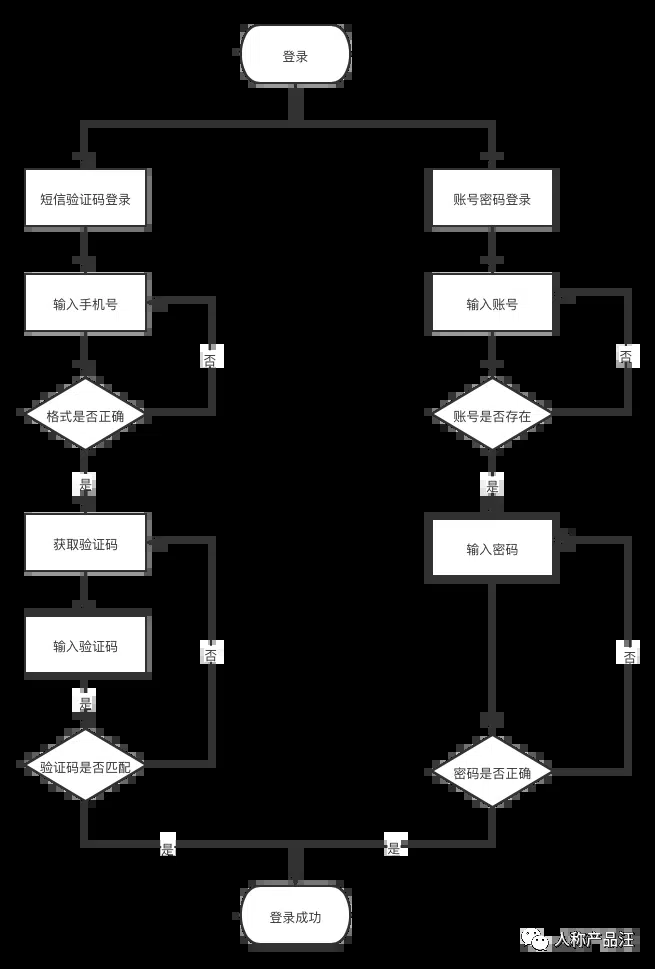 登录
短信验证码登录
账号密码登录
输入手机号
输入账号
否
否
格式是否正确
账号是否存在
是
是
获取验证码
输入密码
输入验证码
否
否
是
验证码是否匹配
密码是否正确
是
是
登录成功
人称产品汪